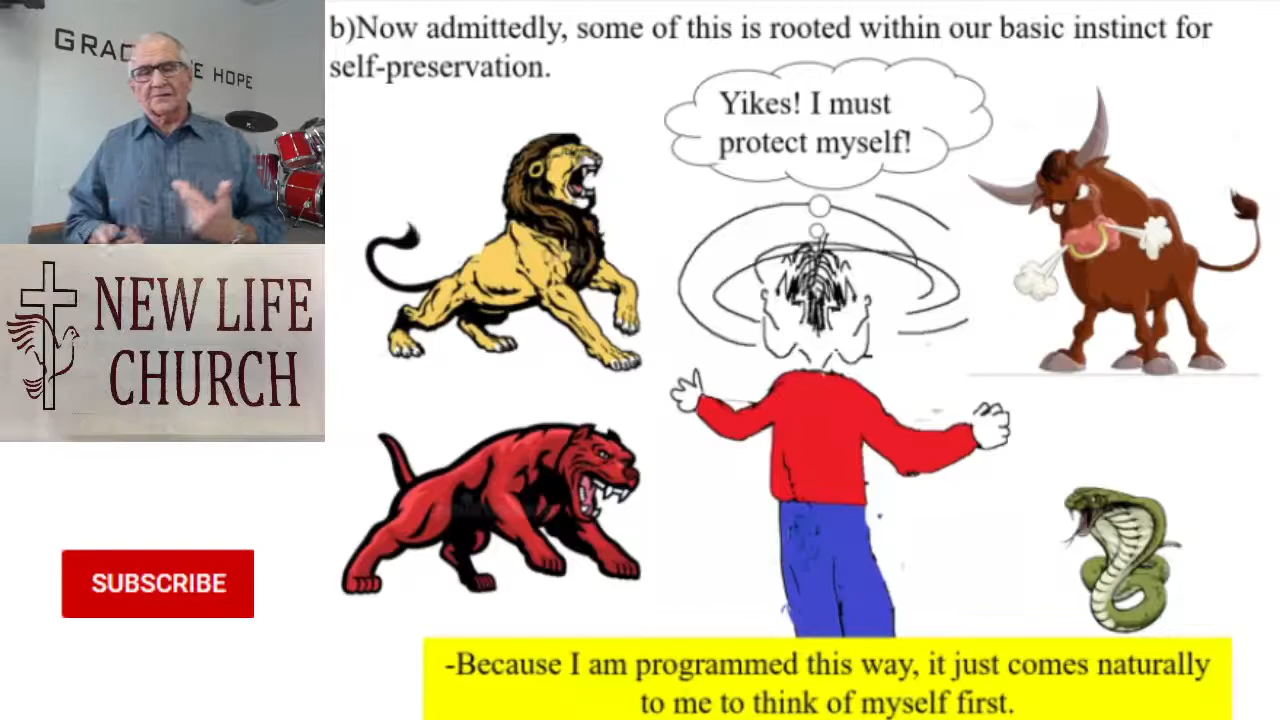 GRAC
E HOPE
b)Now admittedly, some of this is rooted within our basic instinct for
self-preservation.
Yikes! I must
protect myself!
NEW LIFE
CHURCH
SUBSCRIBE
-Because I am programmed this way, it just comes naturally
to me to think of myself first.